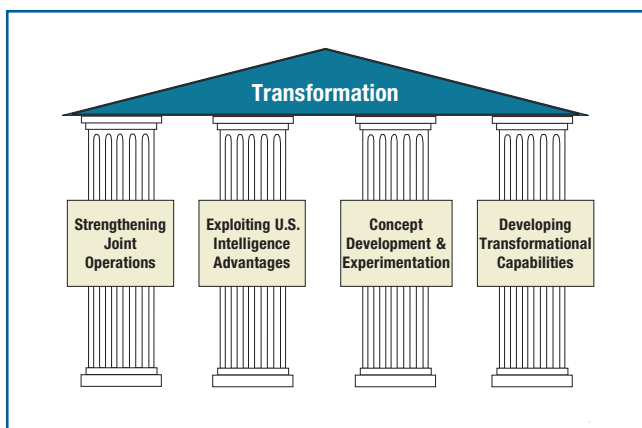 Transformation
Strengthening
Joint
Operations
Exploiting U.S.
Intelligence
Advantages
Concept
Development &
Experimentation
Developing
Transformational
Capabilities